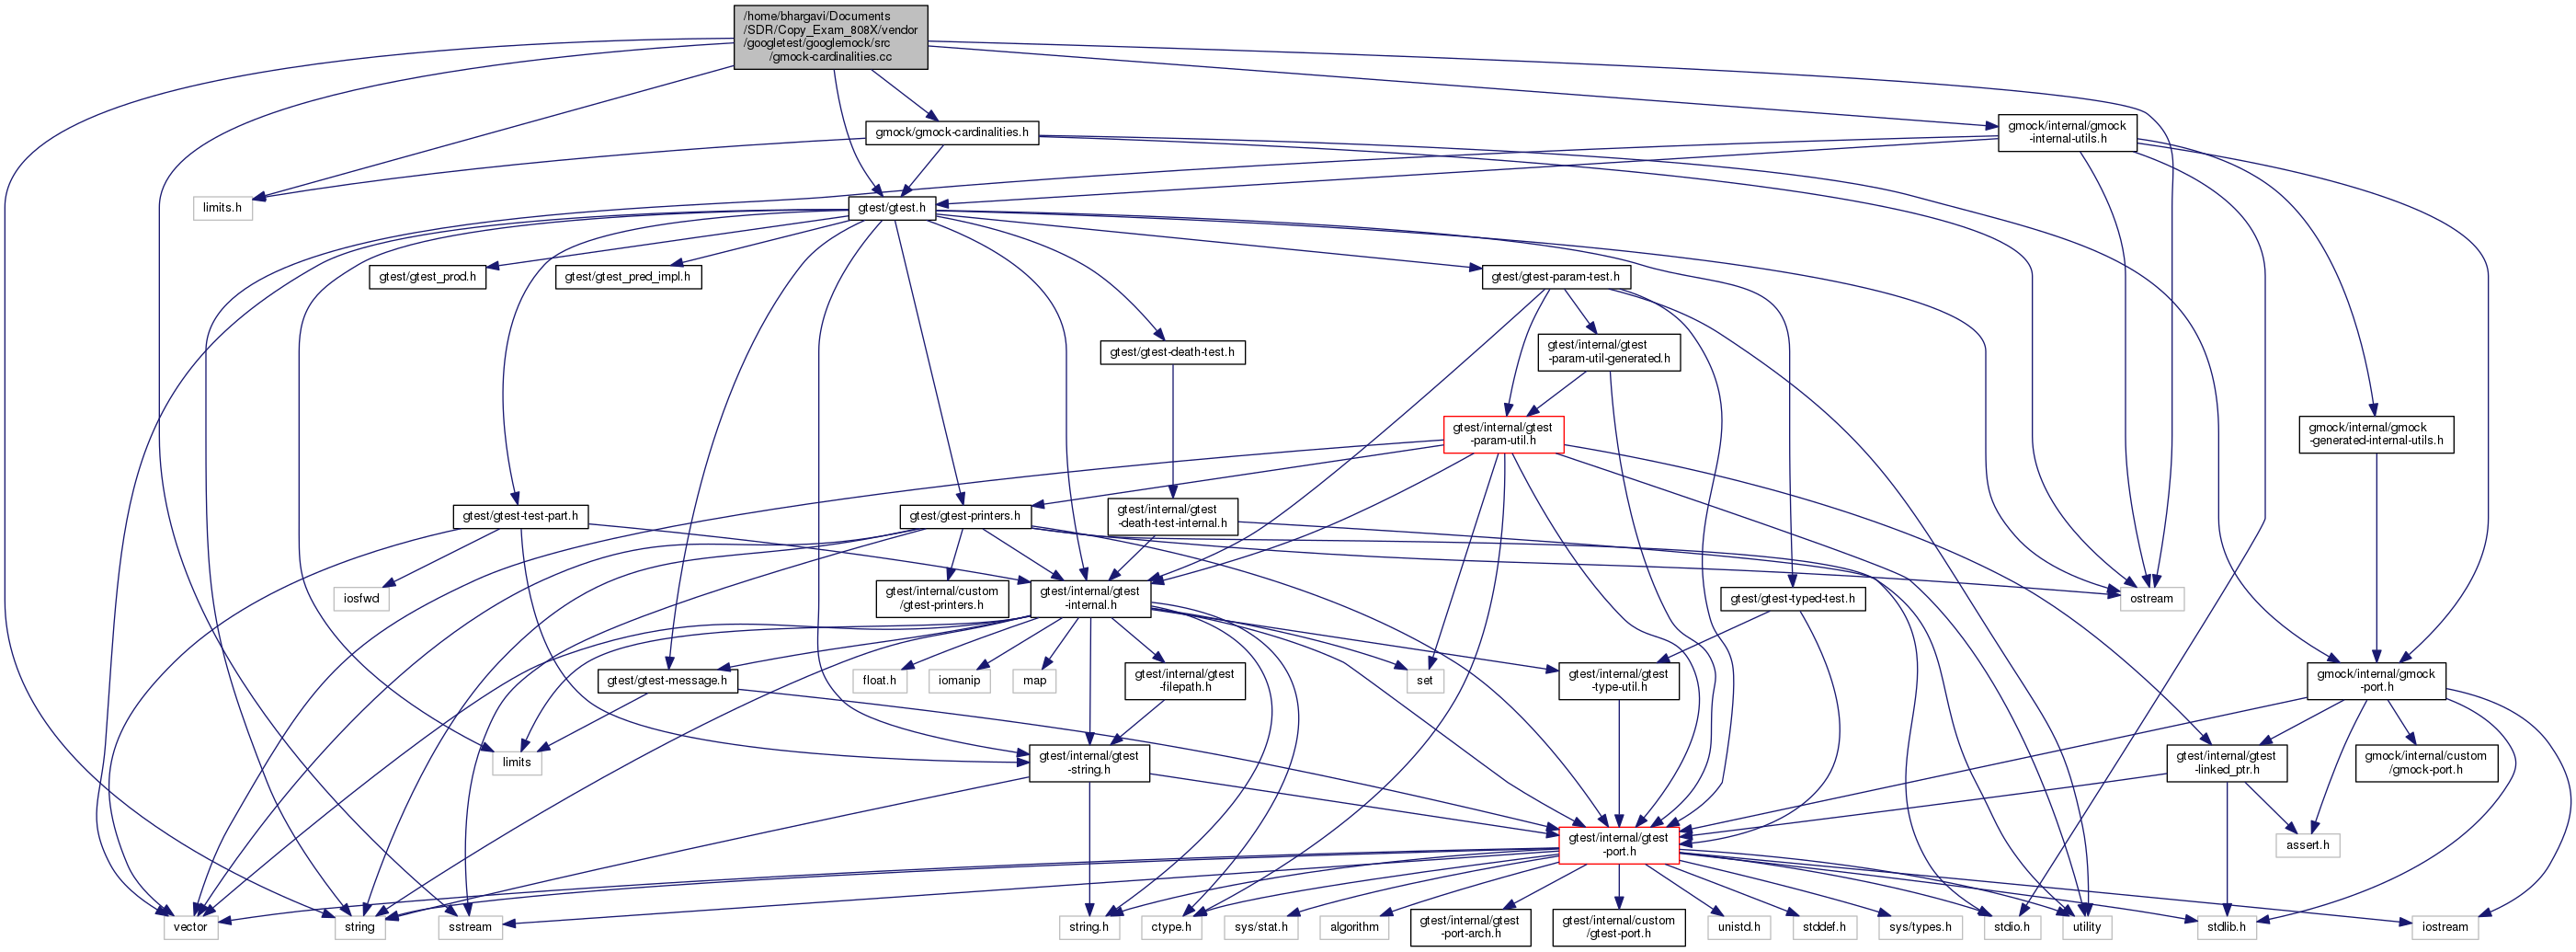 /home/bhargavi/Documents
/SDR/Copy_Exam_808X/vendor
/googletest/googlemock/src
/gmock-cardinalities.cc
gmock/gmock-cardinalities.h
gmock/internal/gmock
-internal-utils.h
limits.h
gtest/gtest.h
gtest/gtest_prod.h
gtest/gtest_pred_impl.h
gtest/gtest-param-test.h
gtest/gtest-death-test.h
gtest/internal/gtest
-param-util-generated.h
gtest/internal/gtest
-param-util.h
gmock/internal/gmock
-generated-internal-utils.h
gtest/gtest-test-part.h
gtest/gtest-printers.h
gtest/internal/gtest
-death-test-internal.h
iosfwd
gtest/internal/custom
/gtest-printers.h
gtest/internal/gtest
-internal.h
gtest/gtest-typed-test.h
ostream
gtest/gtest-message.h
float.h
iomanip
map
gtest/internal/gtest
-filepath.h
set
gtest/internal/gtest
-type-util.h
gmock/internal/gmock
-port.h
limits
gtest/internal/gtest
-string.h
gtest/internal/gtest
-linked_ptr.h
gmock/internal/custom
/gmock-port.h
gtest/internal/gtest
-port.h
assert.h
vector
string
sstream
string.h
ctype.h
sys/stat.h
algorithm
gtest/internal/gtest
-port-arch.h
gtest/internal/custom
/gtest-port.h
unistd.h
stddef.h
sys/types.h
stdio.h
utility
stdlib.h
iostream